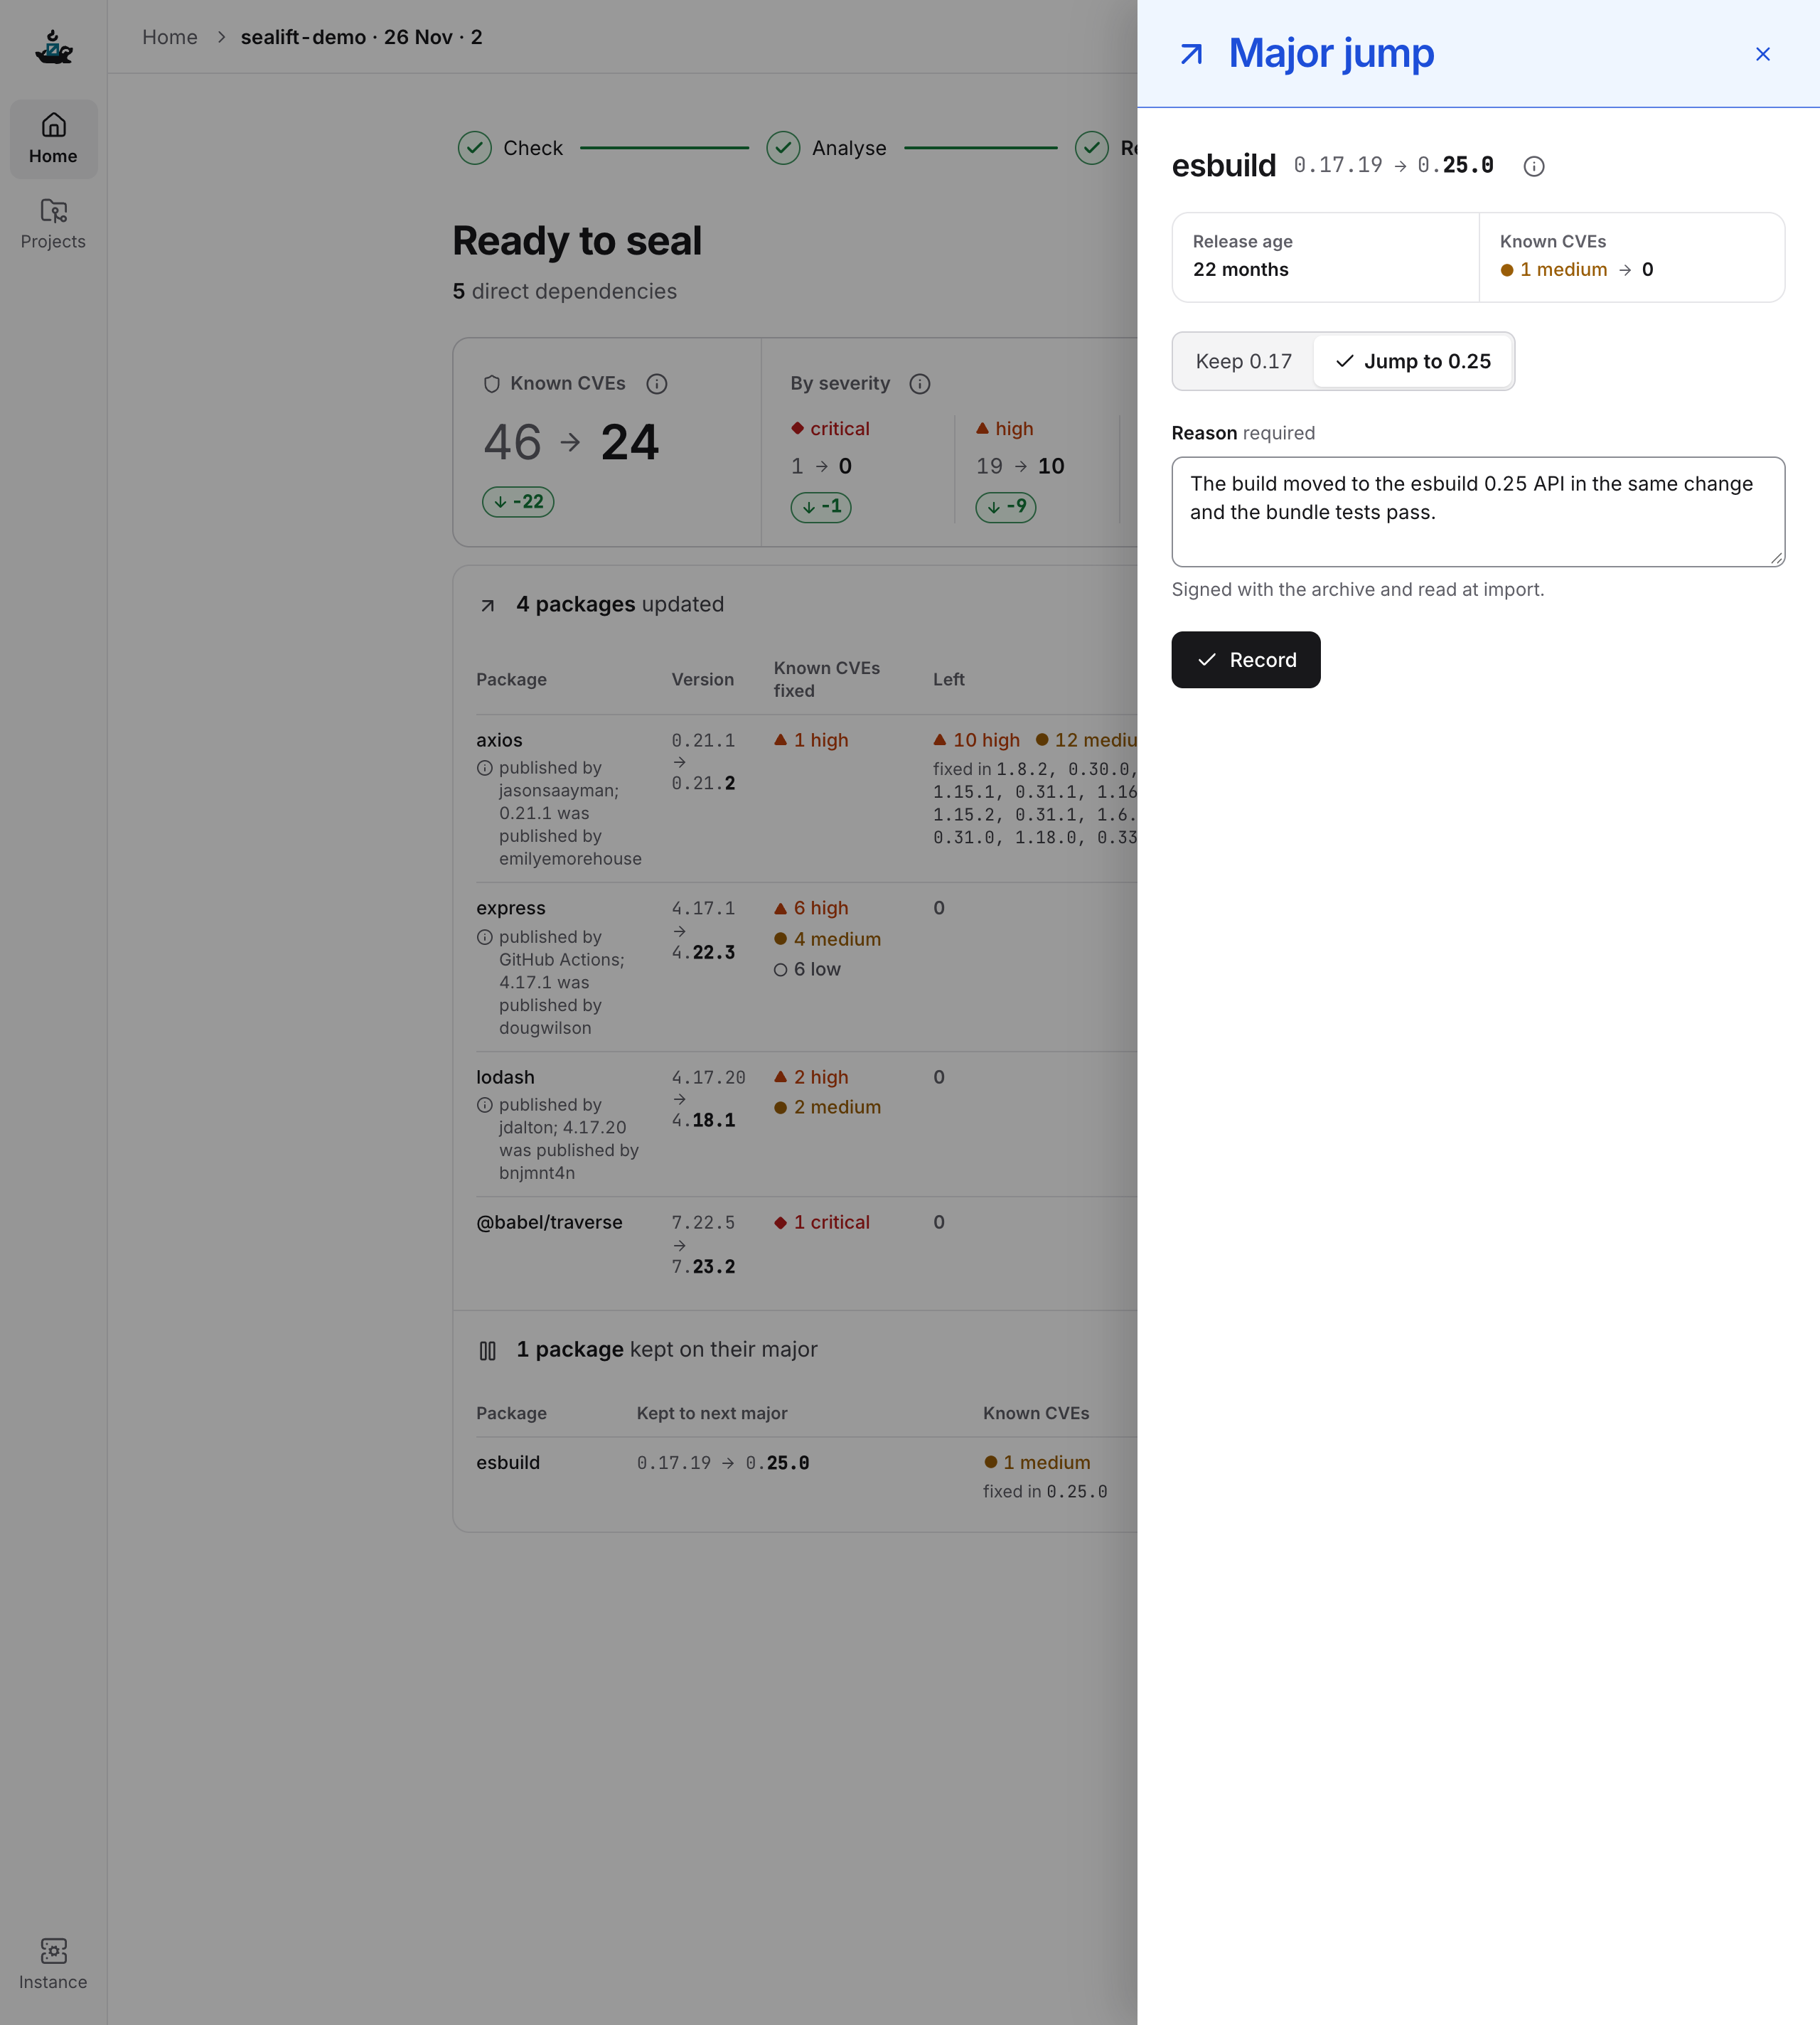 Home
Projects
Instance
Home > sealift-demo · 26 Nov · 2
Check
Analyse
Ready to seal
5 direct dependencies
Known CVEs
46 → 24
↓ -22
By severity
critical
1 → 0
↓ -1
high
19 → 10
↓ -9
4 packages updated
Package Version Known CVEs fixed Left
axios
published by
jasonsaayman;
0.21.1 was
published by
emilyemorehouse
0.21.1
→
0.21.2
1 high
10 high
12
fixed in 1.8.2, 0.30.0,
1.15.1, 0.31.1,
1.15.2, 0.31.1,
0.31.0, 1.18.0,
express
published by
GitHub Actions;
4.17.1 was
published by
dougwilson
4.17.1
→
4.22.3
6 high
4 medium
6 low
0
lodash
published by
jdalton; 4.17.20
was published by
bnjmnt4n
4.17.20
→
4.18.1
2 high
2 medium
0
@babel/traverse
7.22.5
→
7.23.2
1 critical
0
1 package kept on their major
Package Kept to next major Known CVEs
esbuild
0.17.19 → 0.25.0
1 medium
fixed in 0.25.0
Major jump
esbuild 0.17.19 → 0.25.0
Release age
22 months
Known CVEs
1 medium → 0
Keep 0.17
Jump to 0.25
Reason required
The build moved to the esbuild 0.25 API in the same change
and the bundle tests pass.
Signed with the archive and read at import.
Record